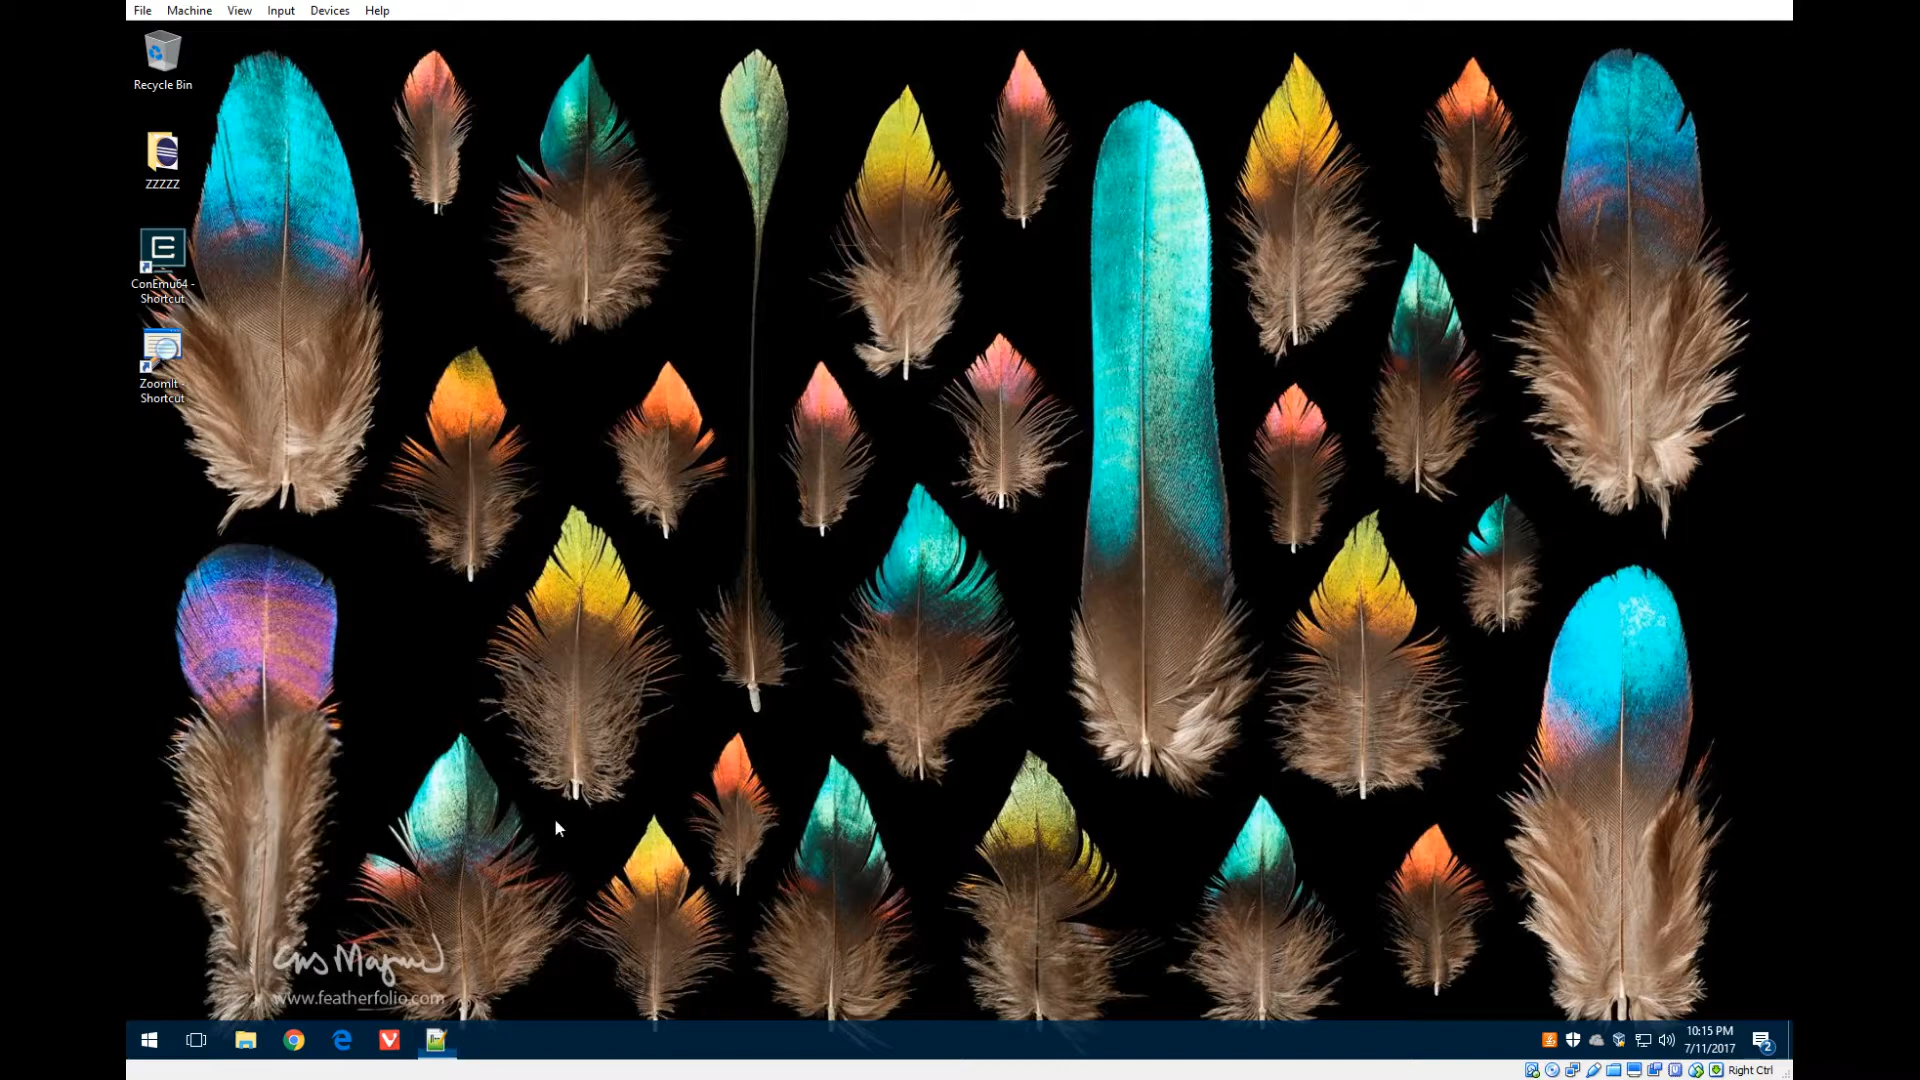 File Machine View Input Devices Help
Recycle Bin
ZZZZZ
ConEmu64 -
Shortcut
ZoomIt -
Shortcut
www.featherfolio.com
10:15 PM
7/11/2017
2
Right Ctrl